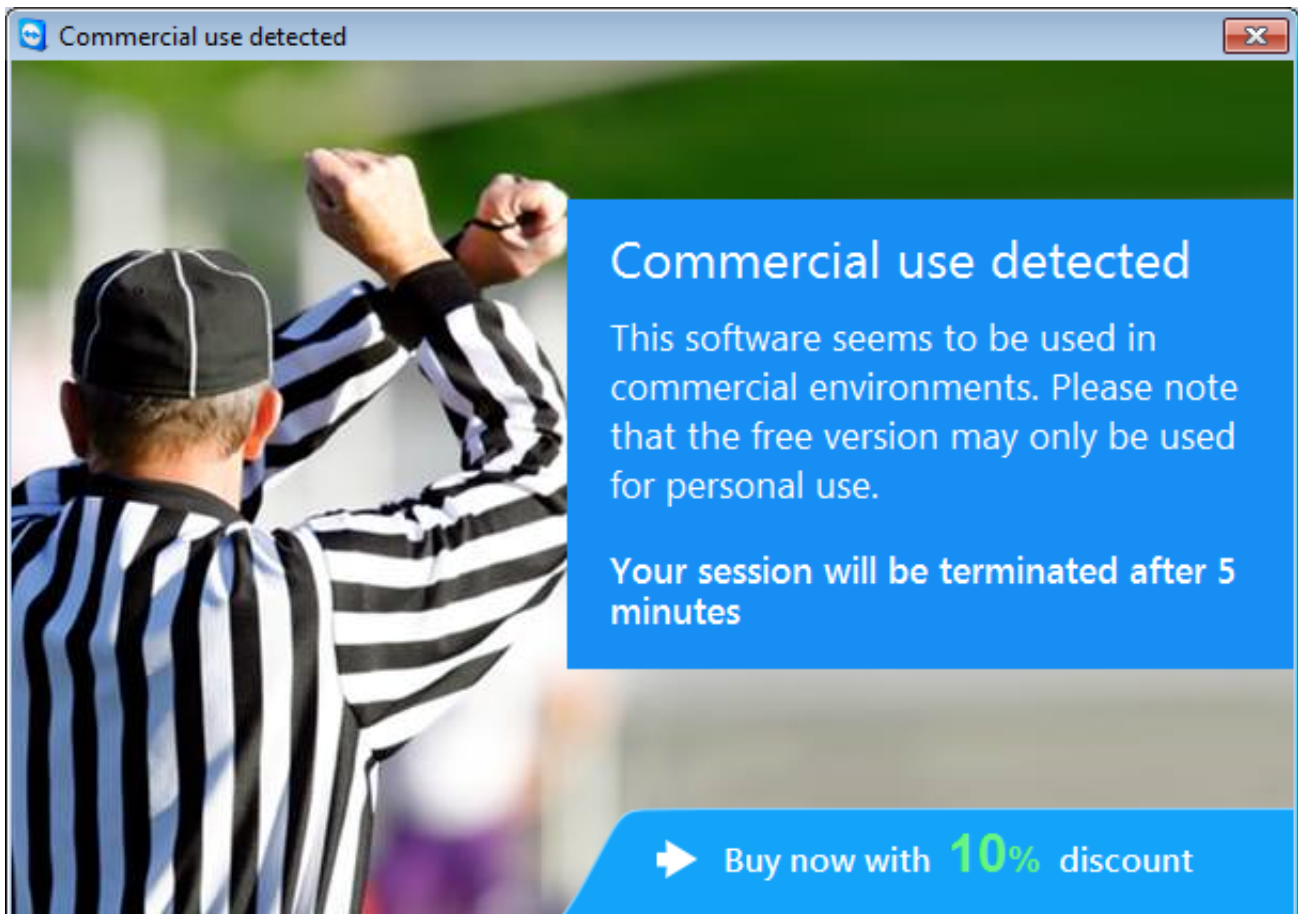 Commercial use detected
Commercial use detected
This software seems to be used in
commercial environments. Please note
that the free version may only be used
for personal use.
Your session will be terminated after 5
minutes
Buy now with 10% discount